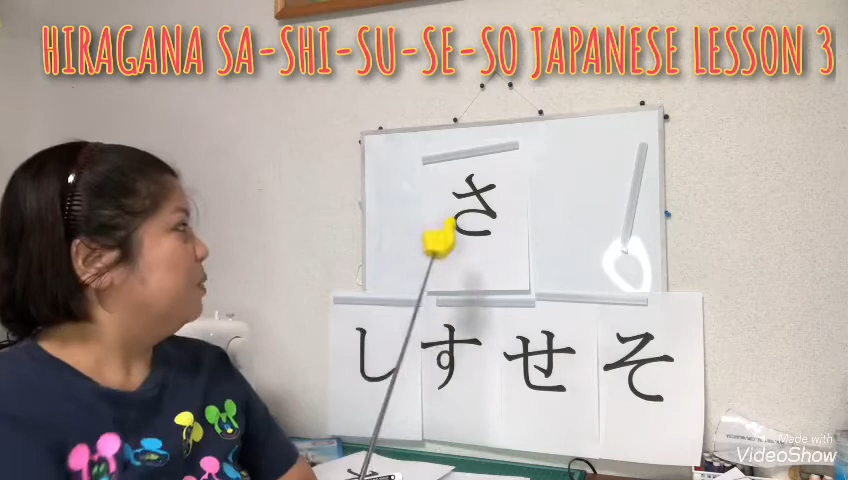 HIRAGANA SA-SHI-SU-SE-SO JAPANESE LESSON 3
さ
しすせそ
Made with
VideoShow